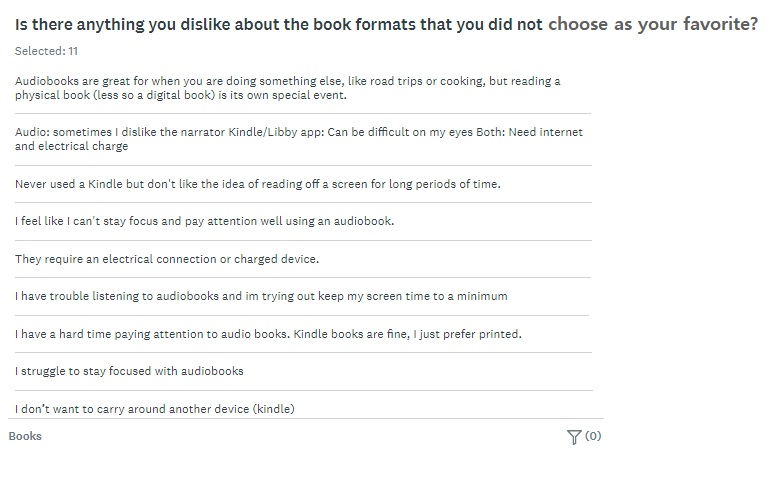 Is there anything you dislike about the book formats that you did not choose as your favorite?
Selected: 11
Audiobooks are great for when you are doing something else, like road trips or cooking, but reading a
physical book (less so a digital book) is its own special event.
Audio: sometimes I dislike the narrator Kindle/Libby app: Can be difficult on my eyes Both: Need internet
and electrical charge
Never used a Kindle but don't like the idea of reading off a screen for long periods of time.
I feel like I can't stay focus and pay attention well using an audiobook.
They require an electrical connection or charged device.
I have trouble listening to audiobooks and im trying out keep my screen time to a minimum
I have a hard time paying attention to audio books. Kindle books are fine, I just prefer printed.
I struggle to stay focused with audiobooks
I don't want to carry around another device (kindle)
Books
(0)